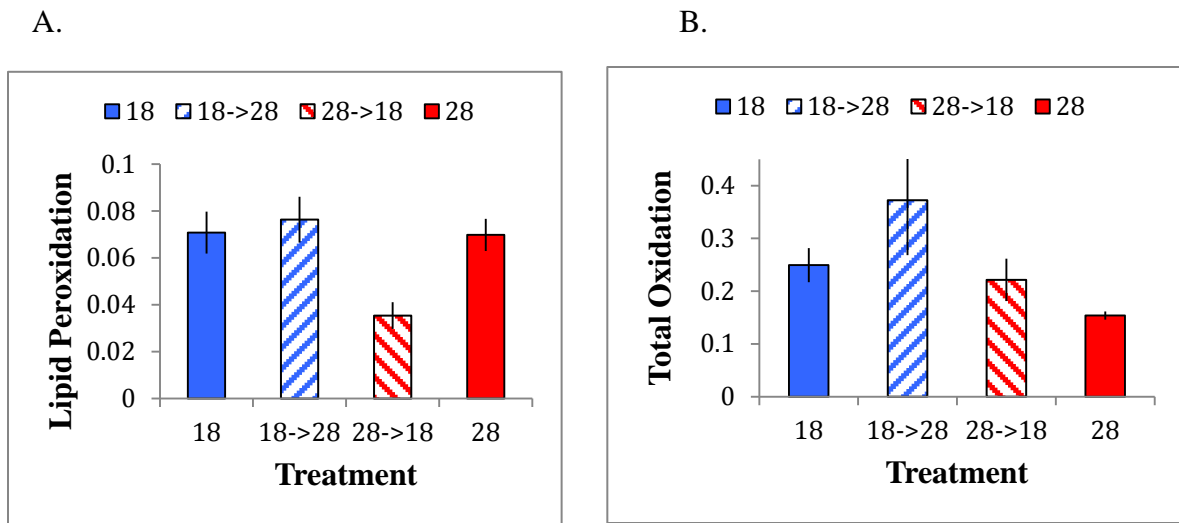 A.
18 18->28 28->18 28
Lipid Peroxidation
0.1
0.08
0.06
0.04
0.02
0
18 18->28 28->18 28
Treatment
B.
18 18->28 28->18 28
Total Oxidation
0.4
0.3
0.2
0.1
0
18 18->28 28->18 28
Treatment